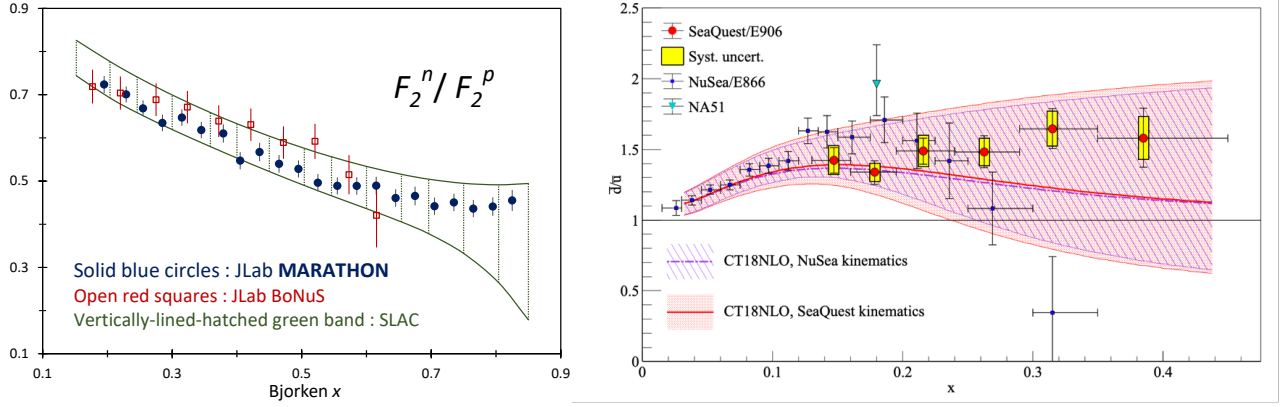 0.9
0.7
0.5
0.3
0.1
0.1
0.3
0.5
0.7
0.9
Bjorken x
F₂ⁿ/ F₂ᵖ
Solid blue circles : JLab MARATHON
Open red squares : JLab BoNuS
Vertically-lined-hatched green band : SLAC
2.5
2
1.5
1
0.5
0
0
0.1
0.2
0.3
0.4
x
d̄/ū
SeaQuest/E906
Syst. uncert.
NuSea/E866
NA51
CT18NLO, NuSea kinematics
CT18NLO, SeaQuest kinematics